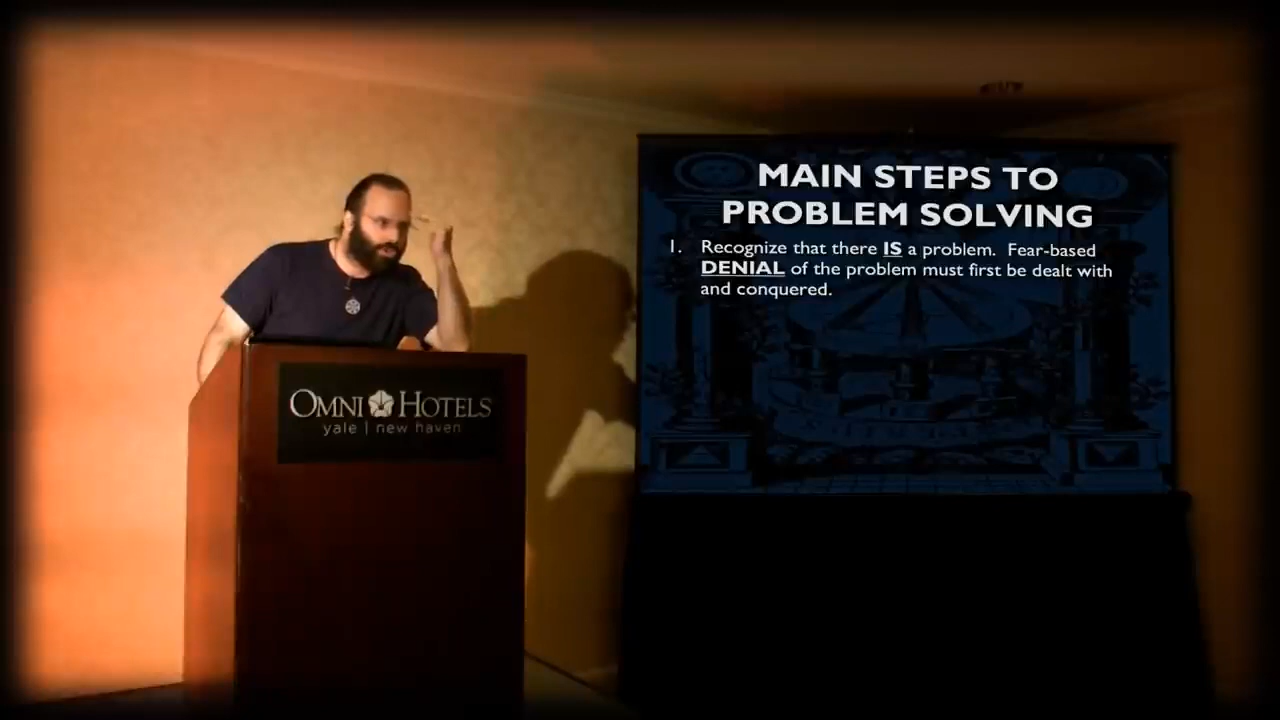 MAIN STEPS TO
PROBLEM SOLVING
1. Recognize that there IS a problem. Fear-based
DENIAL of the problem must first be dealt with
and conquered.
OMNI HOTELS
yale | new haven